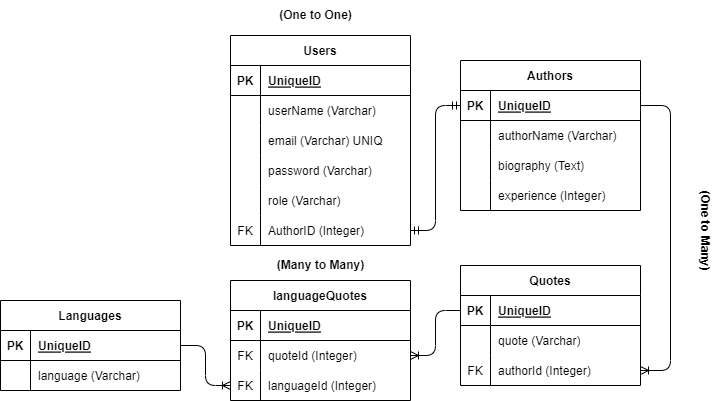 (One to One)
Users
PK UniqueID
userName (Varchar)
email (Varchar) UNIQ
password (Varchar)
role (Varchar)
FK AuthorID (Integer)
Authors
PK UniqueID
authorName (Varchar)
biography (Text)
experience (Integer)
(One to Many)
(Many to Many)
languageQuotes
PK UniqueID
FK quoteId (Integer)
FK languageId (Integer)
Quotes
PK UniqueID
quote (Varchar)
FK authorId (Integer)
Languages
PK UniqueID
language (Varchar)